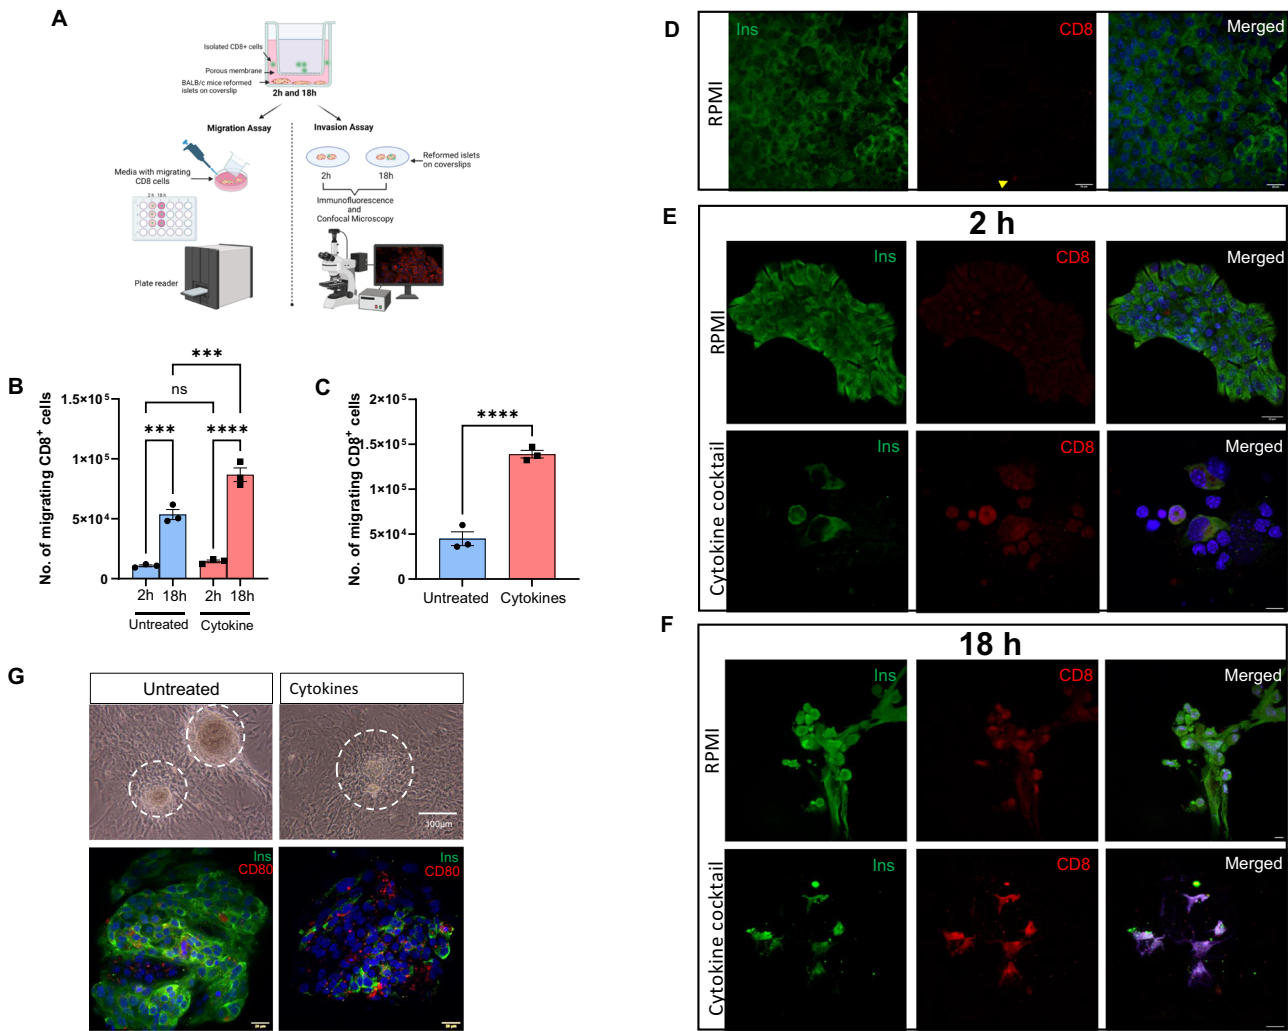 A
Isolated CD8+ cells
Porous membrane
BALB/c mice reformed
islets on coverslip
2h and 18h
Migration Assay
Invasion Assay
Media with migrating
CD8 cells
2 h 18 h
Plate reader
Reformed islets
on coverslips
2h 18h
Immunofluorescence
and
Confocal Microscopy
B
No. of migrating CD8⁺ cells
1.5×10⁵
1×10⁵
5×10⁴
0
ns
***
***
****
2h 18h 2h 18h
Untreated Cytokine
C
No. of migrating CD8⁺ cells
2×10⁵
1.5×10⁵
1×10⁵
5×10⁴
0
****
Untreated Cytokines
D
RPMI
Ins
CD8
Merged
E
2 h
RPMI
Ins
CD8
Merged
Cytokine cocktail
Ins
CD8
Merged
F
18 h
RPMI
Ins
CD8
Merged
Cytokine cocktail
Ins
CD8
Merged
G
Untreated
Cytokines
100μm
Ins
CD80
Ins
CD80